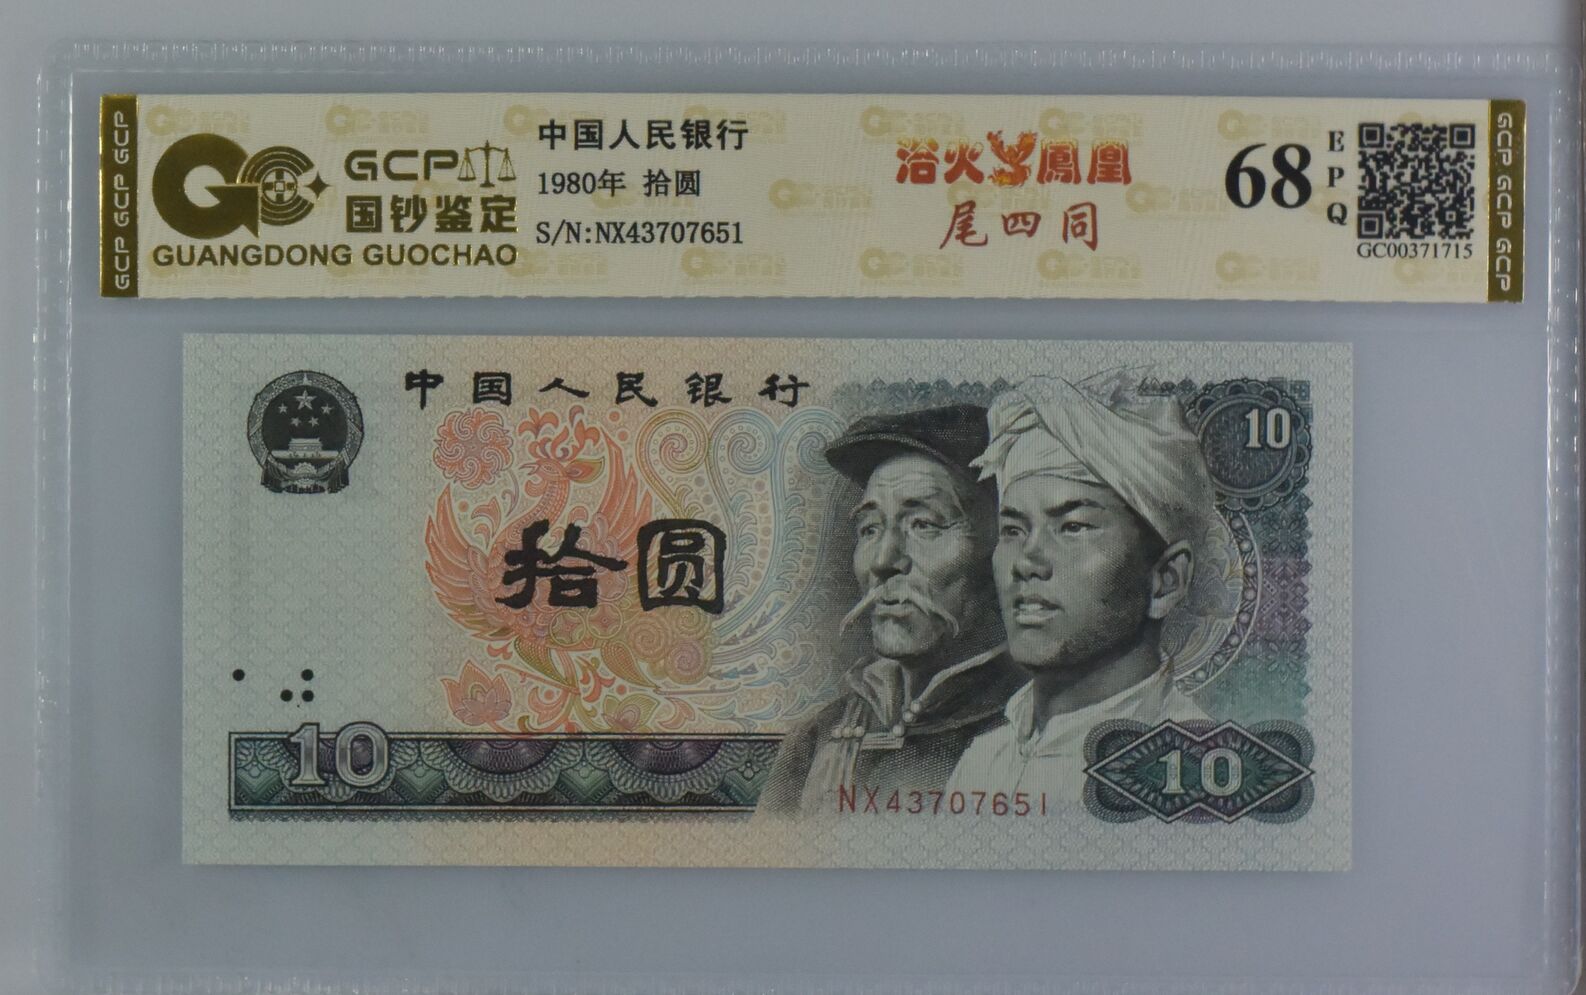 GCP GCP GCP
GCP
国钞鉴定
GUANGDONG GUOCHAO
中国人民银行
1980年 拾圆
S/N:NX43707651
浴火鳳凰
尾四同
68
EPQ
GC00371715
GCP GCP GCP
中国人民银行
10
拾圆
10
NX43707651
10